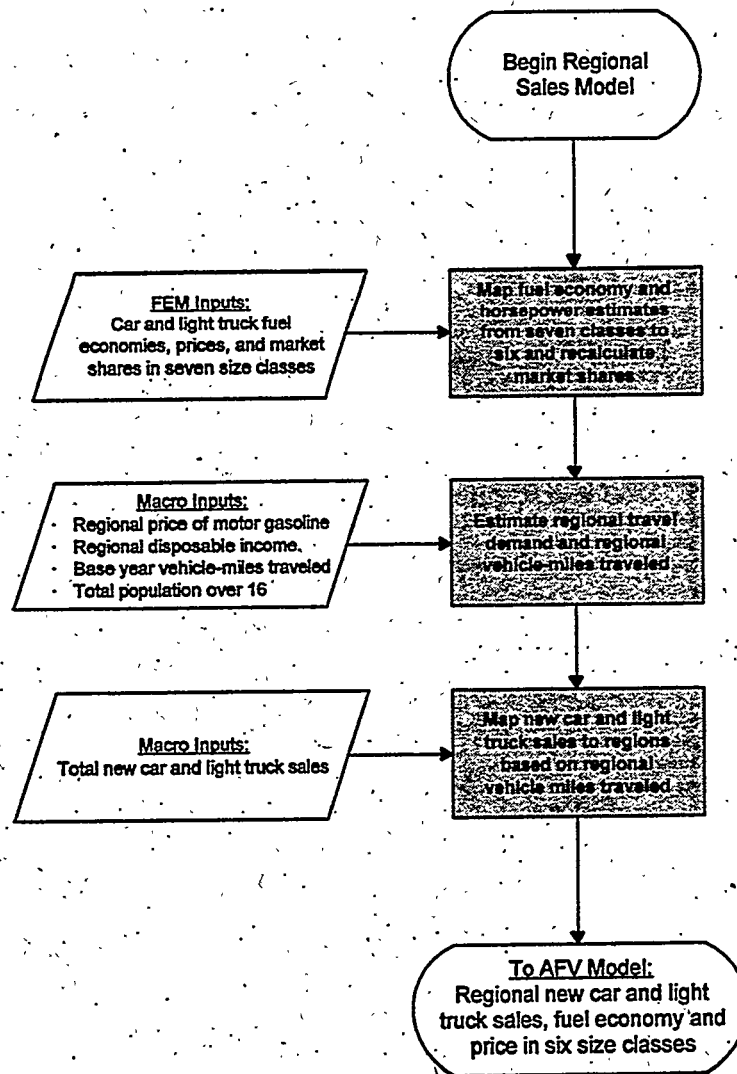 Begin Regional
Sales Model
FEM Inputs:
Car and light truck fuel
economies, prices, and market
shares in seven size classes
Map fuel economy and
horsepower estimates
from seven classes to
six and recalculate
market shares
Macro Inputs:
· Regional price of motor gasoline
· Regional disposable income.
· Base year vehicle-miles traveled
· Total population over 16
Estimate regional travel
demand and regional
vehicle-miles traveled
Macro Inputs:
Total new car and light truck sales
Map new car and light
truck sales to regions
based on regional
vehicle miles traveled
To AFV Model:
Regional new car and light
truck sales, fuel economy and
price in six size classes